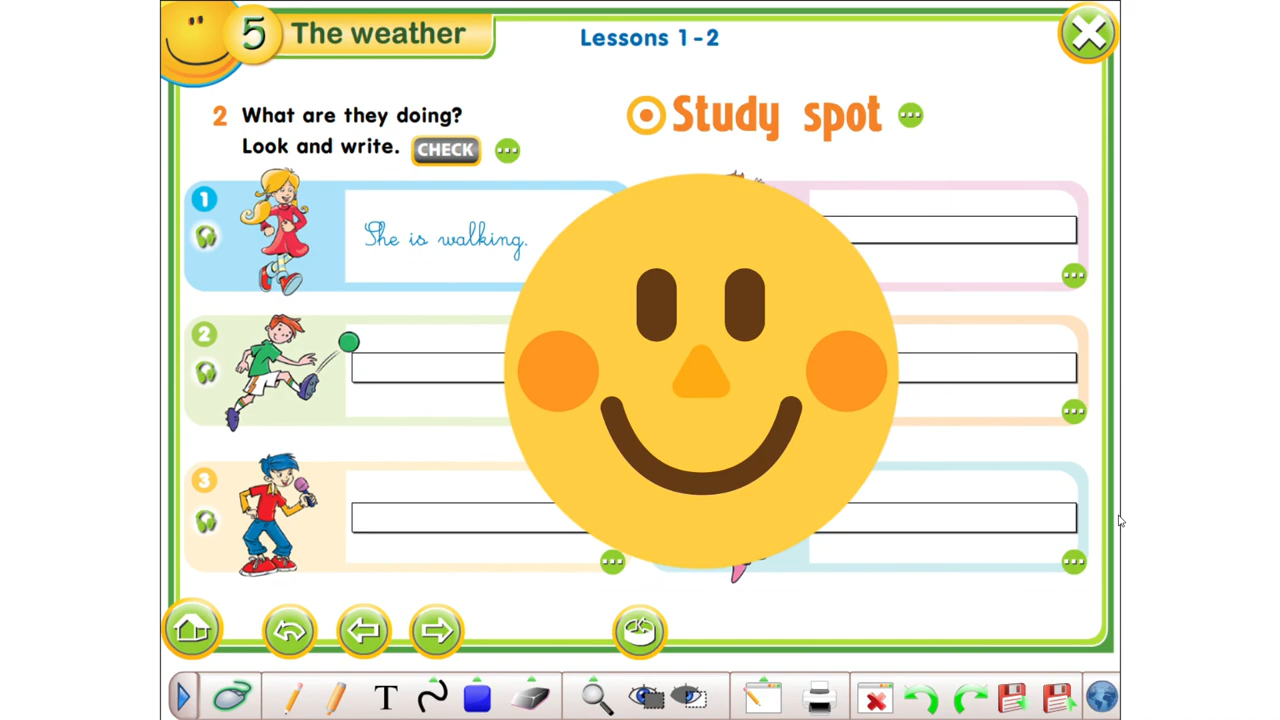 5 The weather
Lessons 1-2
2 What are they doing?
Look and write. CHECK
Study spot
1
She is walking.
2
3
T